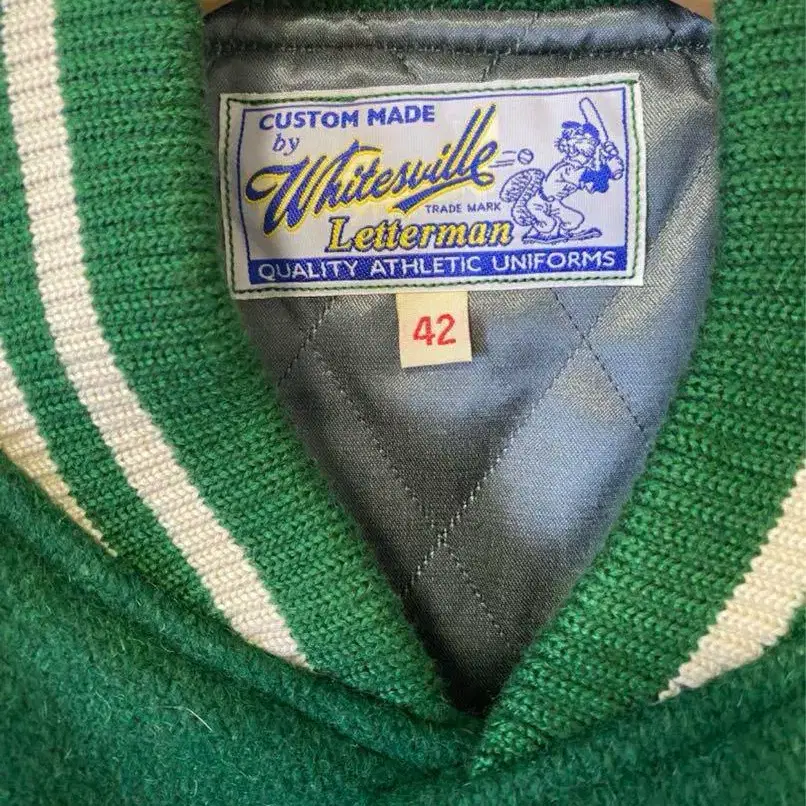 CUSTOM MADE
by
Whitesville
TRADE MARK
Letterman
QUALITY ATHLETIC UNIFORMS
42